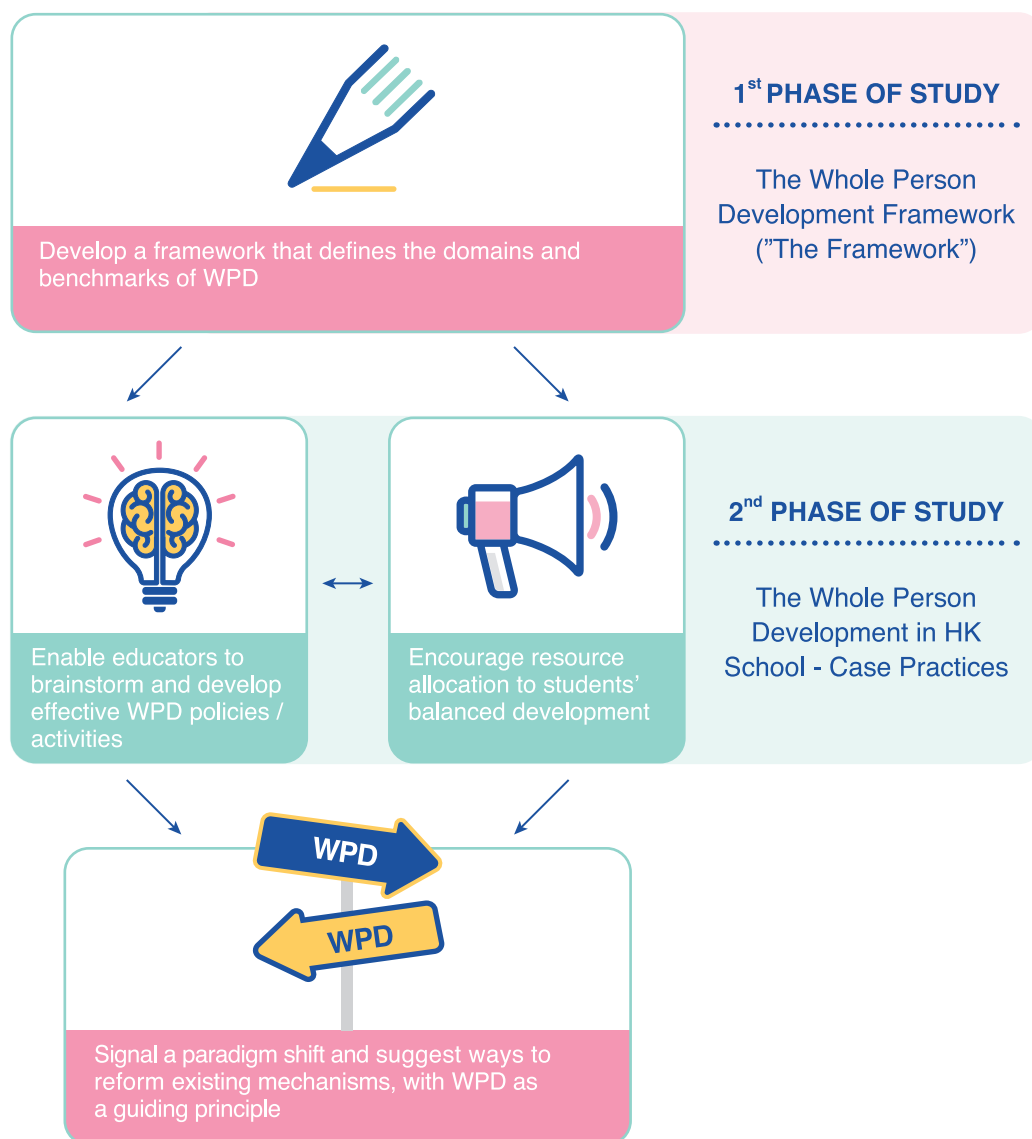 1st PHASE OF STUDY
The Whole Person
Development Framework
(”The Framework”)
Develop a framework that defines the domains and
benchmarks of WPD
2nd PHASE OF STUDY
The Whole Person
Development in HK
School - Case Practices
Enable educators to
brainstorm and develop
effective WPD policies /
activities
Encourage resource
allocation to students’
balanced development
WPD
WPD
Signal a paradigm shift and suggest ways to
reform existing mechanisms, with WPD as
a guiding principle